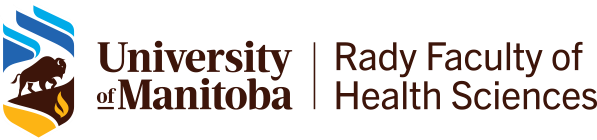 University
of Manitoba
Rady Faculty of
Health Sciences